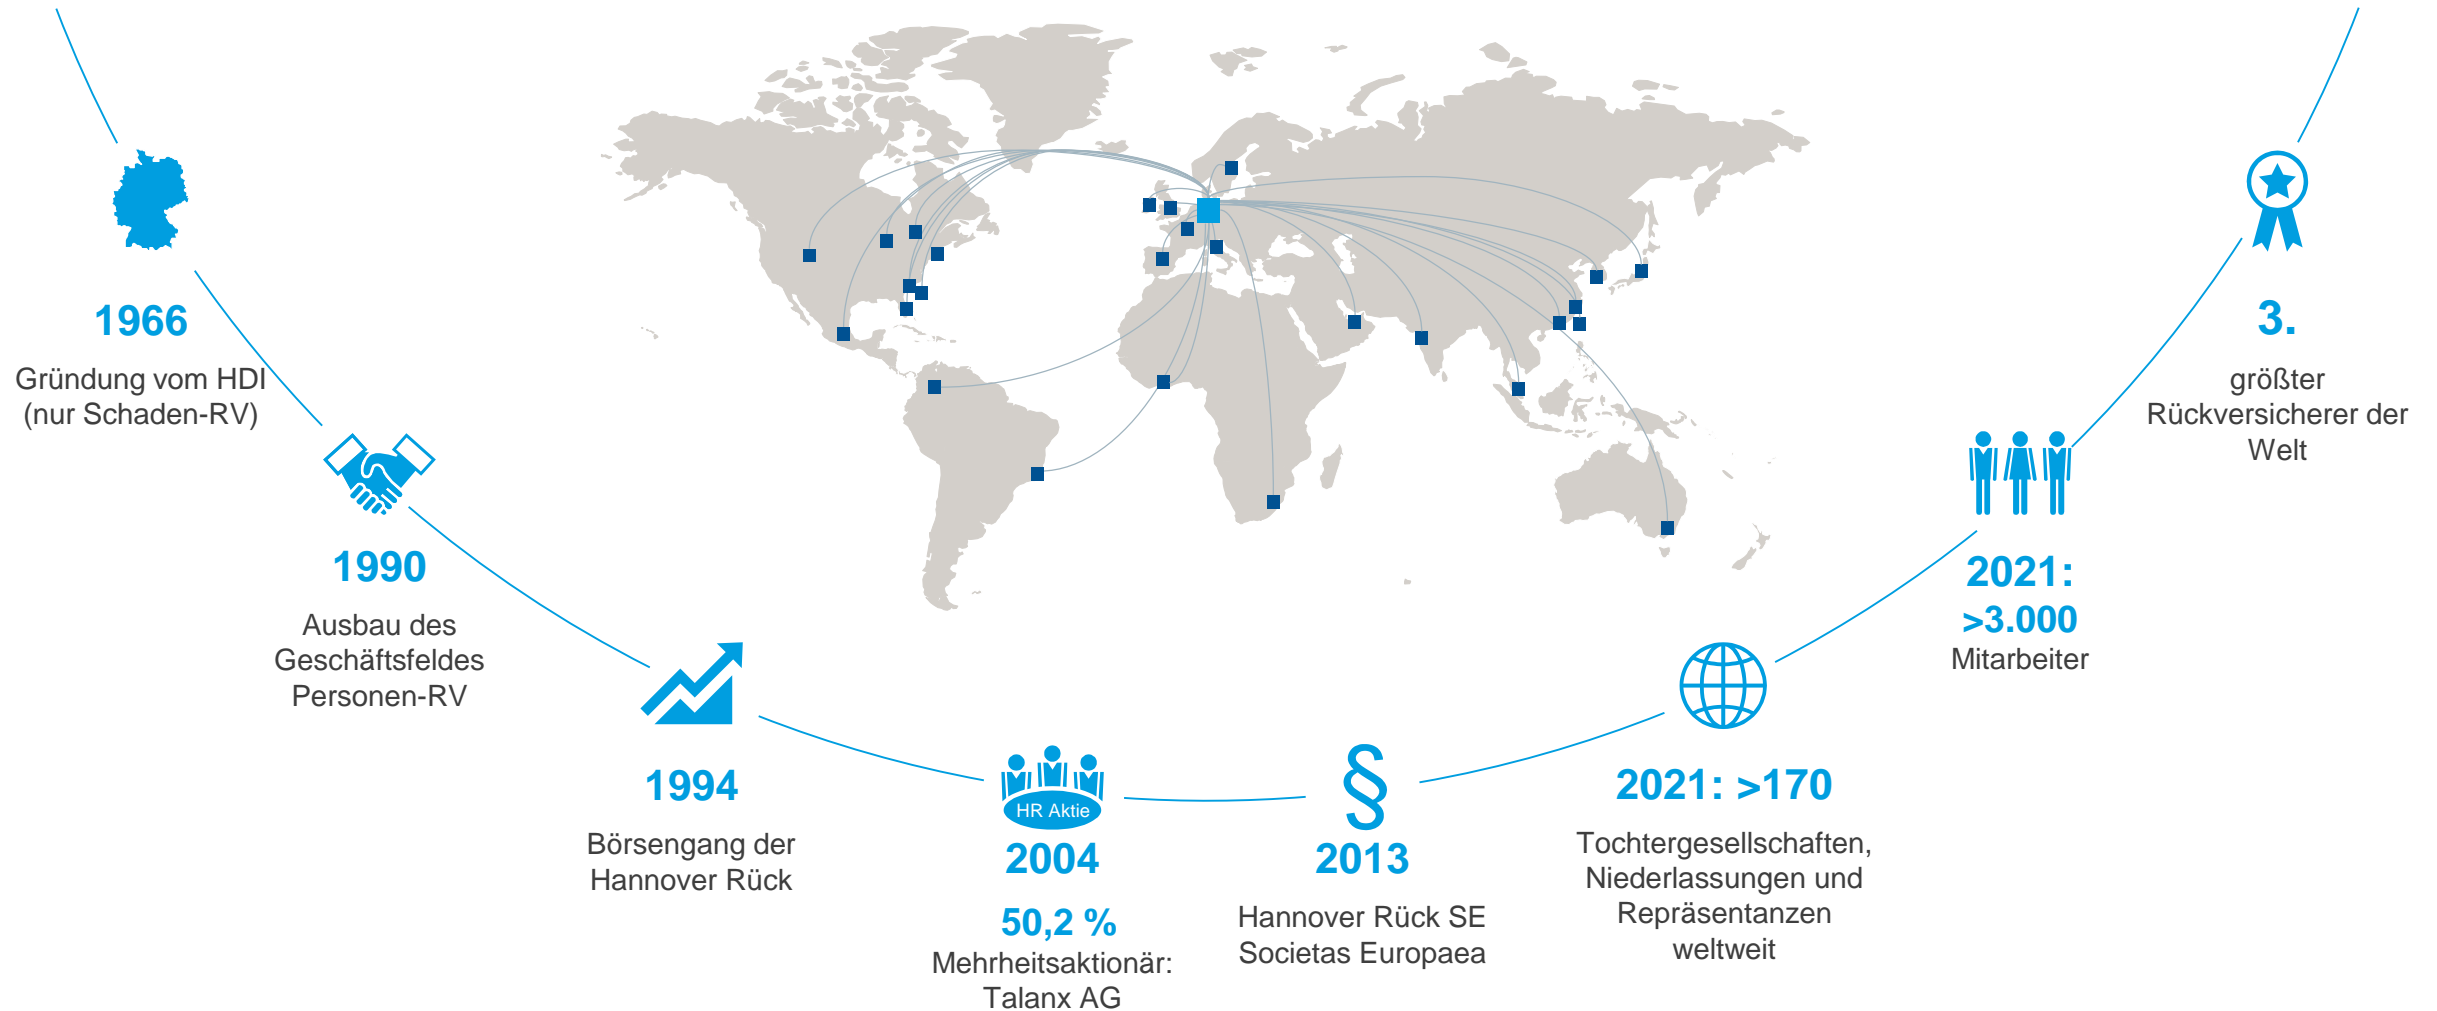 1966
Gründung vom HDI
(nur Schaden-RV)
1990
Ausbau des
Geschäftsfeldes
Personen-RV
1994
Börsengang der
Hannover Rück
HR Aktie
2004
50,2 %
Mehrheitsaktionär:
Talanx AG
§
2013
Hannover Rück SE
Societas Europaea
2021: >170
Tochtergesellschaften,
Niederlassungen und
Repräsentanzen
weltweit
2021:
>3.000
Mitarbeiter
3.
größter
Rückversicherer der
Welt